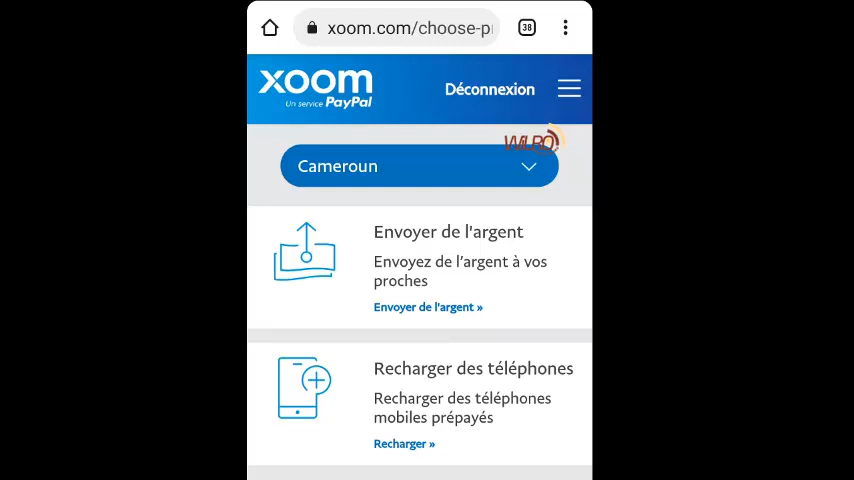 xoom.com/choose-p
38
xoom
Un service PayPal
Déconnexion
WLRO
Cameroun
Envoyer de l'argent
Envoyez de l'argent à vos
proches
Envoyer de l'argent »
Recharger des téléphones
Recharger des téléphones
mobiles prépayés
Recharger »